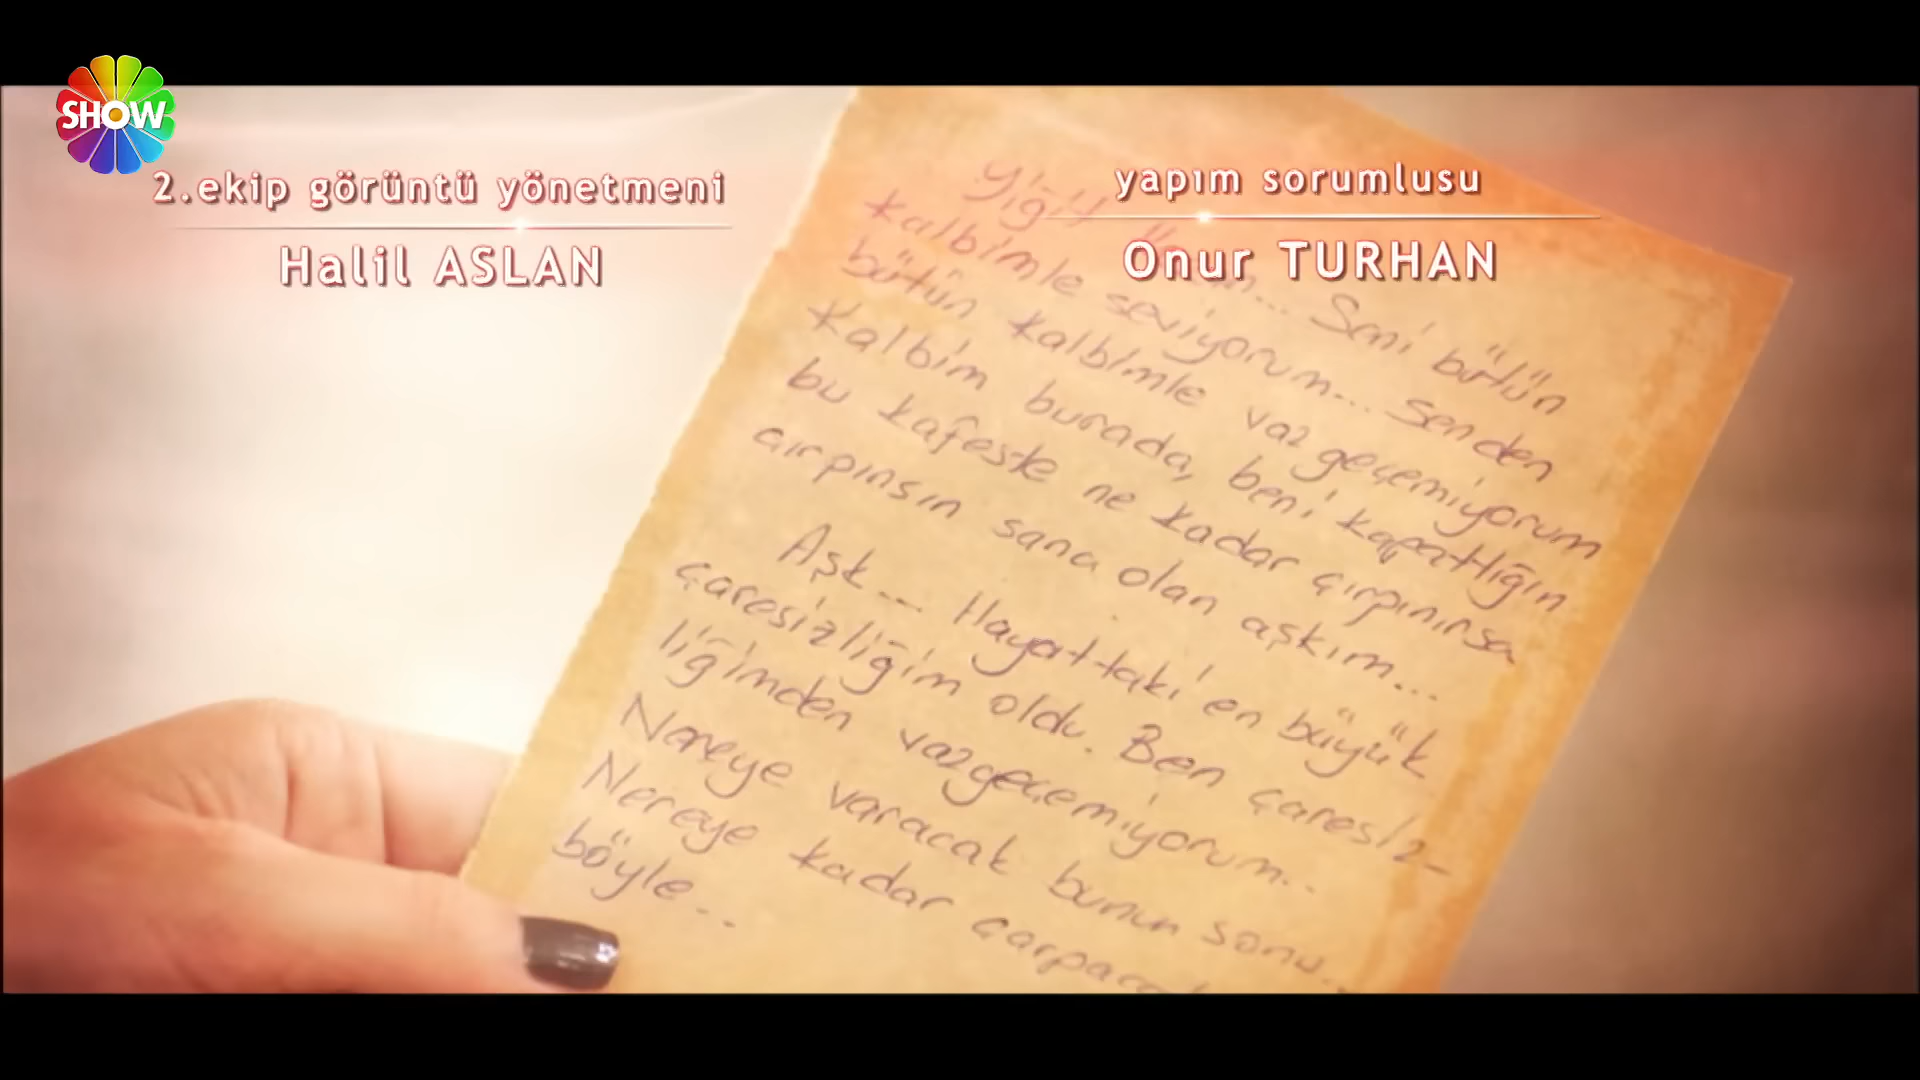 SHOW
2.ekip görüntü yönetmeni
Halil ASLAN
yapım sorumlusu
Onur TURHAN
Yiğit Seni bütün
kalbimle seviyorum... Senden
bütün kalbimle vazgeçemiyorum
Kalbim burada, beni kapattığın
bu kafeste ne kadar çırpınırsa
çırpınsın sana olan aşkım...
Aşk... Hayattaki en büyük
çaresizliğim oldu. Ben çaresiz-
liğimden vazgeçemiyorum..
Nereye varacak bunun sonu...
Nereye kadar
böyle..